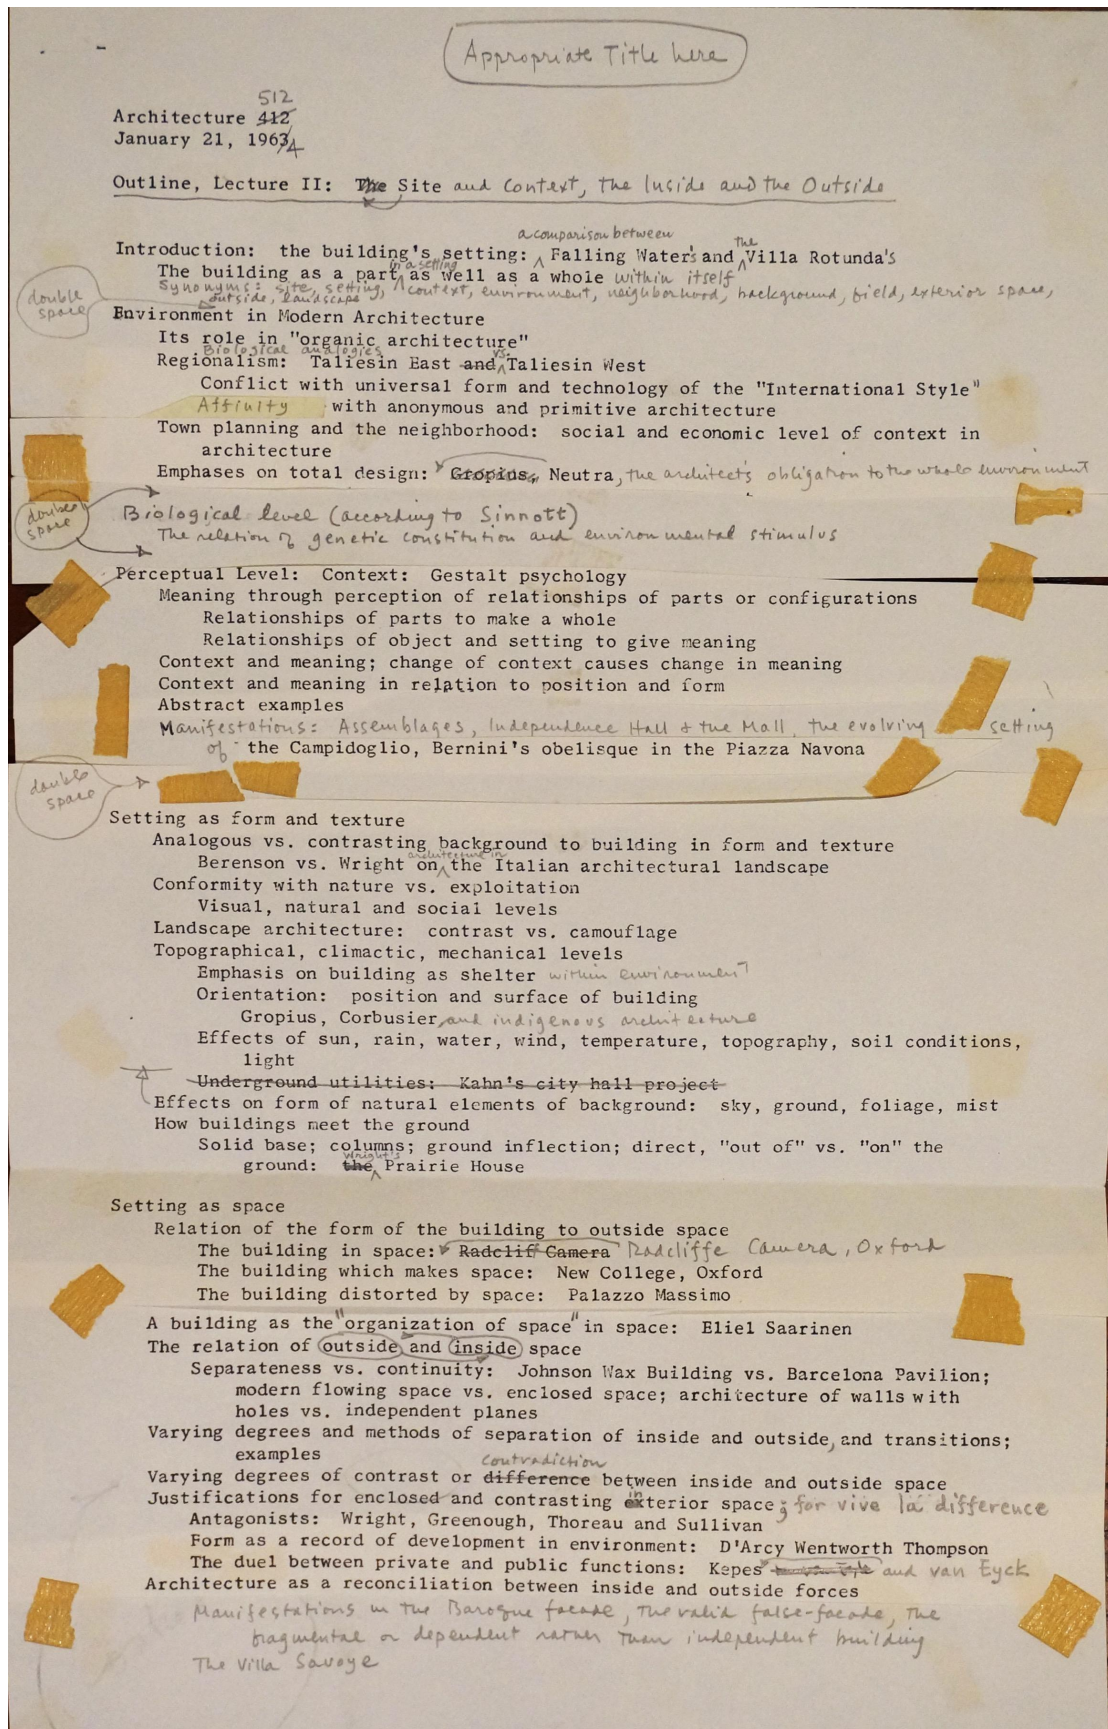 Appropriate Title here
512
Architecture 412
January 21, 1963/4
Outline, Lecture II: The Site and Context, the Inside and the Outside
a comparison between
Introduction: the building's setting: Falling Water's and the Villa Rotunda's
in a setting
The building as a part, as well as a whole within itself
Synonyms: site, setting, context, environment, neighborhood, background, field, exterior space,
outside, landscape
double space
Environment in Modern Architecture
Its role in "organic architecture"
Biological analogies
Regionalism: Taliesin East and vs. Taliesin West
Conflict with universal form and technology of the "International Style"
Affinity with anonymous and primitive architecture
Town planning and the neighborhood: social and economic level of context in
architecture
Emphases on total design: Gropius, Neutra, the architect's obligation to the whole environment
double space
Biological level (according to Sinnott)
The relation of genetic constitution and environmental stimulus
Perceptual Level: Context: Gestalt psychology
Meaning through perception of relationships of parts or configurations
Relationships of parts to make a whole
Relationships of object and setting to give meaning
Context and meaning; change of context causes change in meaning
Context and meaning in relation to position and form
Abstract examples
Manifestations: Assemblages, Independence Hall & the Mall, the evolving setting
of the Campidoglio, Bernini's obelisque in the Piazza Navona
double space
Setting as form and texture
Analogous vs. contrasting background to building in form and texture
architecture in
Berenson vs. Wright on the Italian architectural landscape
Conformity with nature vs. exploitation
Visual, natural and social levels
Landscape architecture: contrast vs. camouflage
Topographical, climactic, mechanical levels
Emphasis on building as shelter within environment
Orientation: position and surface of building
Gropius, Corbusier, and indigenous architecture
Effects of sun, rain, water, wind, temperature, topography, soil conditions,
light
Underground utilities: Kahn's city hall project
Effects on form of natural elements of background: sky, ground, foliage, mist
How buildings meet the ground
Solid base; columns; ground inflection; direct, "out of" vs. "on" the
ground: the Wright's Prairie House
Setting as space
Relation of the form of the building to outside space
The building in space: Radcliff Camera Radcliffe Camera, Oxford
The building which makes space: New College, Oxford
The building distorted by space: Palazzo Massimo
A building as the "organization of space" in space: Eliel Saarinen
The relation of outside and inside space
Separateness vs. continuity: Johnson Wax Building vs. Barcelona Pavilion;
modern flowing space vs. enclosed space; architecture of walls with
holes vs. independent planes
Varying degrees and methods of separation of inside and outside, and transitions;
examples
contradiction
Varying degrees of contrast or difference between inside and outside space
in
Justifications for enclosed and contrasting exterior space; for vive la difference
Antagonists: Wright, Greenough, Thoreau and Sullivan
Form as a record of development in environment: D'Arcy Wentworth Thompson
The duel between private and public functions: Kepes and van Eyck
Architecture as a reconciliation between inside and outside forces
Manifestations in the Baroque facade, the valid false-facade, the
fragmental or dependent rather than independent building
The Villa Savoye